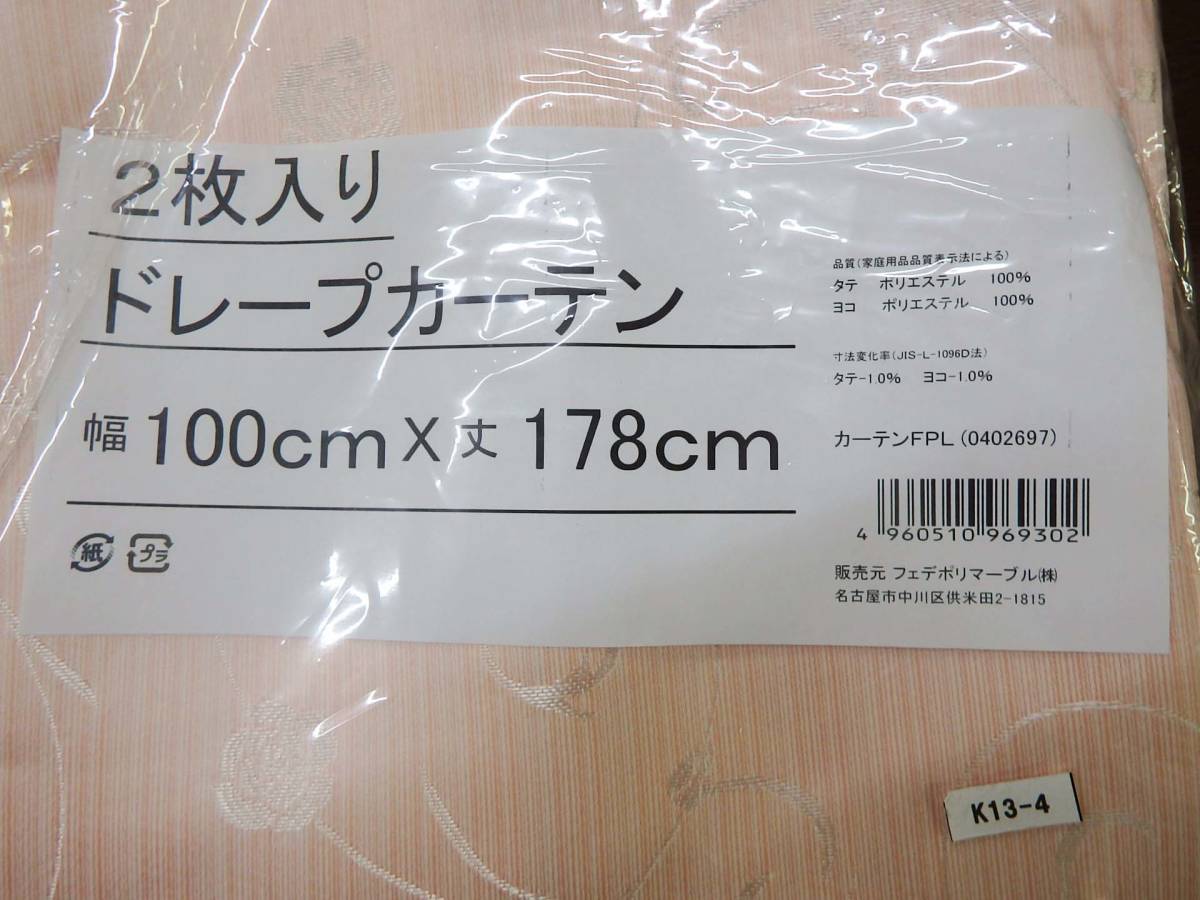 2枚入り
ドレープカーテン
幅 100cm X 丈 178cm
紙 プラ
品質(家庭用品品質表示法による)
タテ ポリエステル 100%
ヨコ ポリエステル 100%
寸法変化率(JIS-L-1096D法)
タテ-1.0% ヨコ-1.0%
カーテンFPL(0402697)
4 960510 969302
販売元 フェデポリマーブル㈱
名古屋市中川区供米田2-1815
K13-4